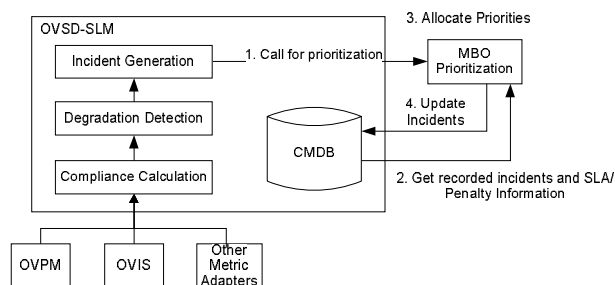 OVSD-SLM
3. Allocate Priorities
Incident Generation
1. Call for prioritization
MBO
Prioritization
Degradation Detection
4. Update
Incidents
CMDB
Compliance Calculation
2. Get recorded incidents and SLA/
Penalty Information
OVPM
OVIS
Other
Metric
Adapters